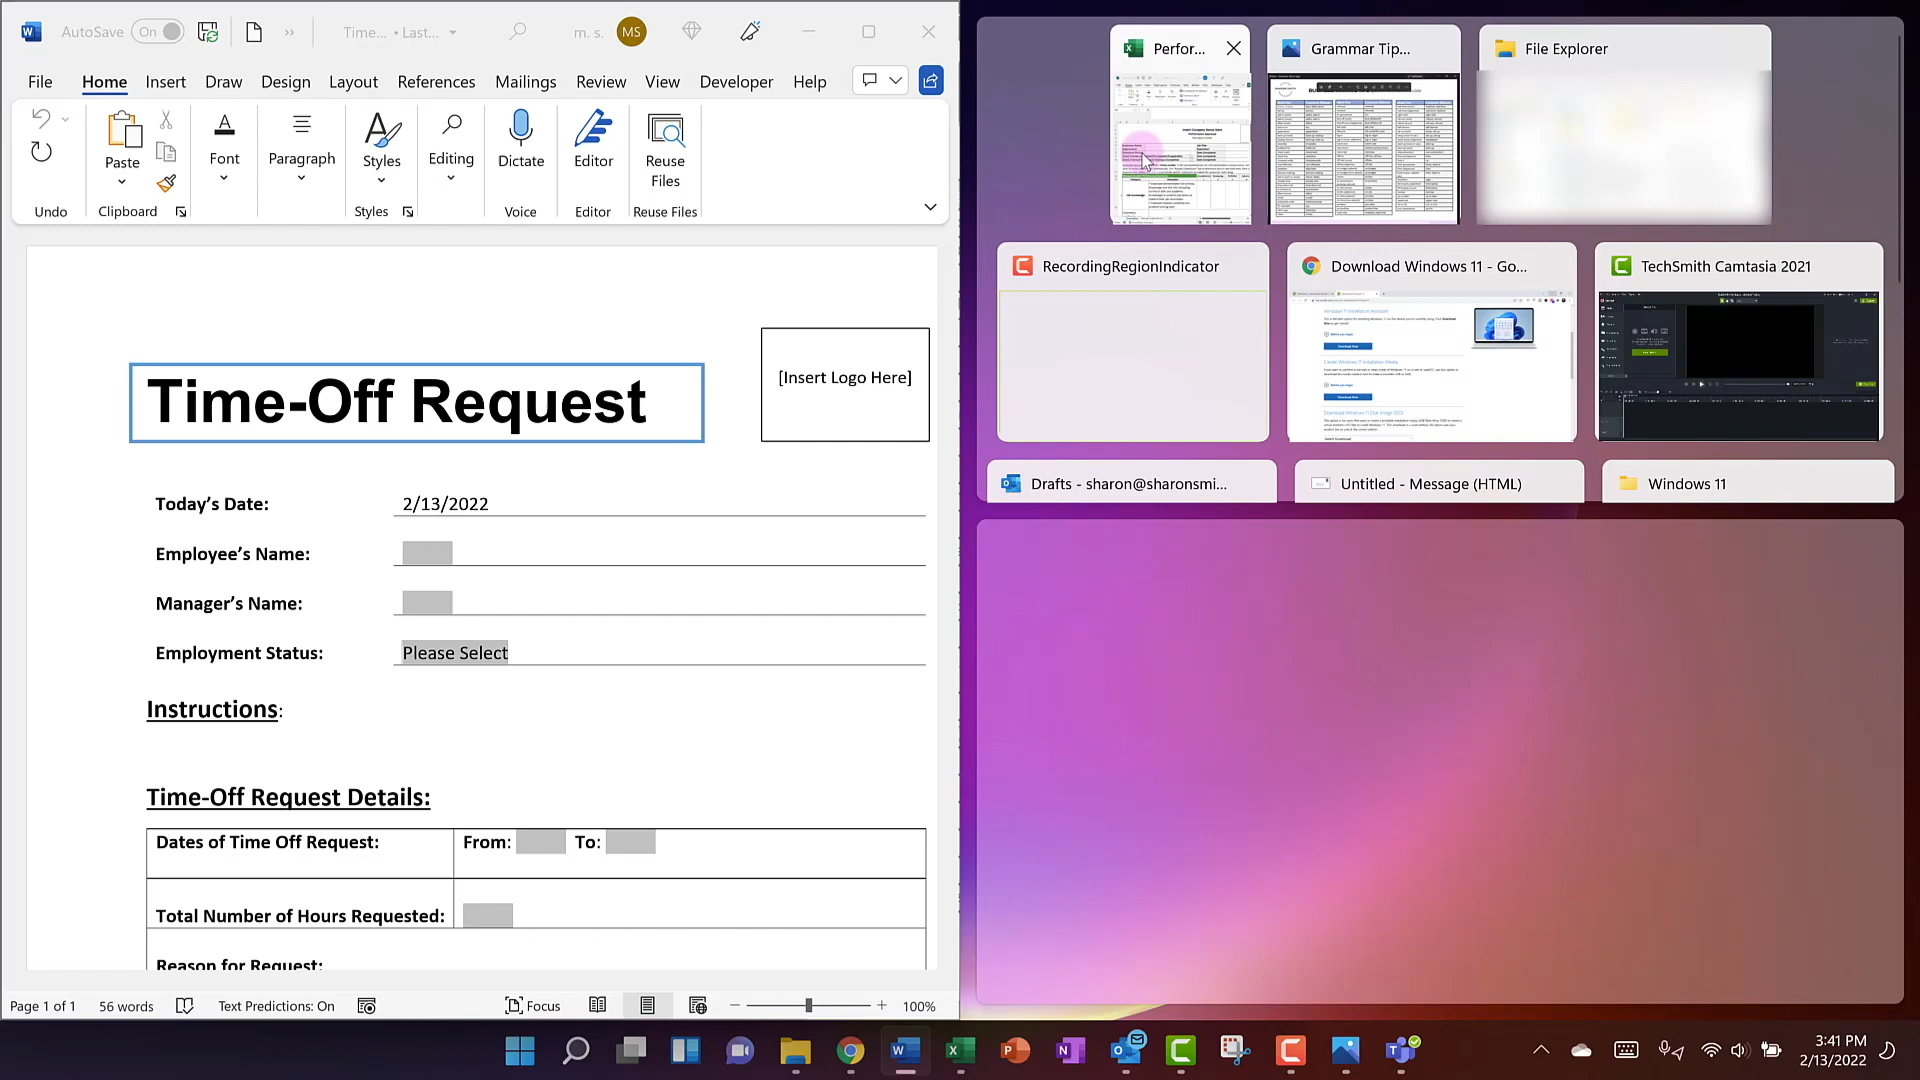 AutoSave On Time... • Last... m. s. MS
File Home Insert Draw Design Layout References Mailings Review View Developer Help
Paste Font Paragraph Styles Editing Dictate Editor Reuse Files
Undo Clipboard Styles Voice Editor Reuse Files
Time-Off Request
[Insert Logo Here]
Today's Date: 2/13/2022
Employee's Name:
Manager's Name:
Employment Status: Please Select
Instructions:
Time-Off Request Details:
Dates of Time Off Request: From: To:
Total Number of Hours Requested:
Reason for Request:
Page 1 of 1 56 words Text Predictions: On Focus 100%
Perfor... Grammar Tip... File Explorer
RecordingRegionIndicator Download Windows 11 - Go... TechSmith Camtasia 2021
Drafts - sharon@sharonsmi... Untitled - Message (HTML) Windows 11
3:41 PM
2/13/2022